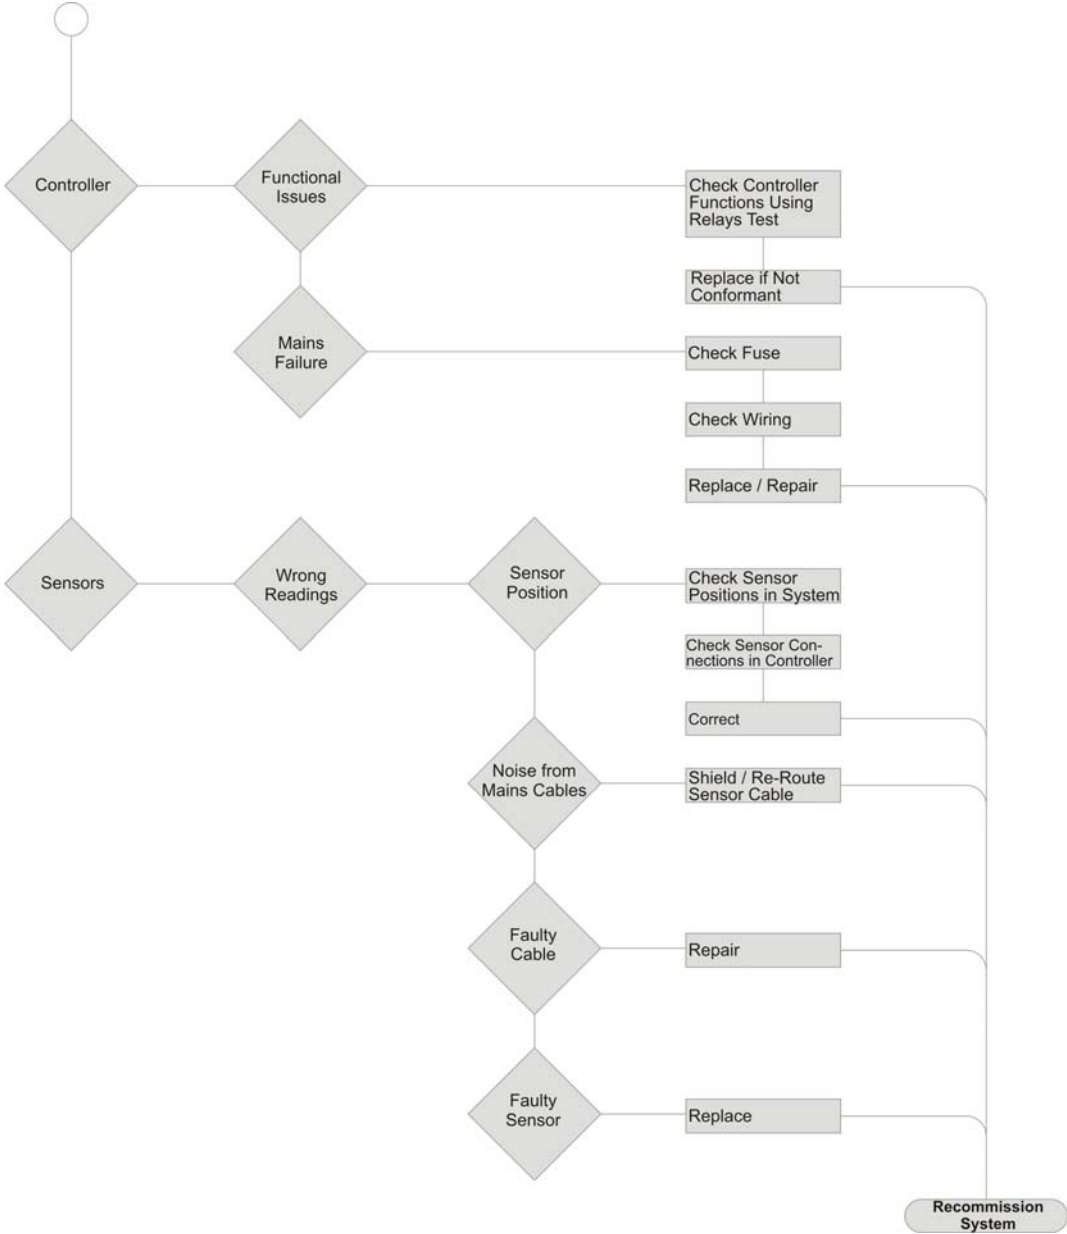 Controller
Functional
Issues
Check Controller
Functions Using
Relays Test
Replace if Not
Conformant
Mains
Failure
Check Fuse
Check Wiring
Replace / Repair
Sensors
Wrong
Readings
Sensor
Position
Check Sensor
Positions in System
Check Sensor Con-
nections in Controller
Correct
Noise from
Mains Cables
Shield / Re-Route
Sensor Cable
Faulty
Cable
Repair
Faulty
Sensor
Replace
Recommission
System